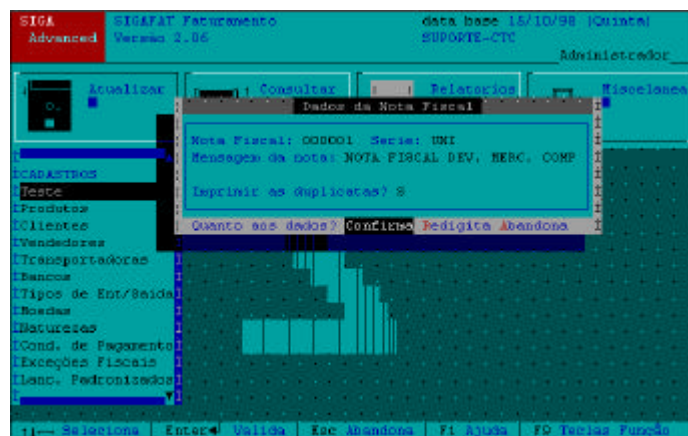 SIGA
Advanced
SIGAFAT Faturamento
Versão 2.06
data base 15/10/98 (Quinta)
SUPORTE-CTC
Administrador
Atualizar
Consultar
Relatorios
Miscelanea
Dados da Nota Fiscal
Nota Fiscal: 000001 Serie: UNI
Mensagem da nota: NOTA FISCAL DEV. MERC. COMP
Imprimir as duplicatas? S
Quanto aos dados? Confirma Redigita Abandona
CADASTROS
Teste
Produtos
Clientes
Vendedores
Transportadoras
Bancos
Tipos de Ent/Saida
Moedas
Naturezas
Cond. de Pagamento
Exceções Fiscais
Lanc. Padronizados
↑↓←→ Seleciona Enter◄┘ Valida Esc Abandona F1 Ajuda F9 Teclas Função